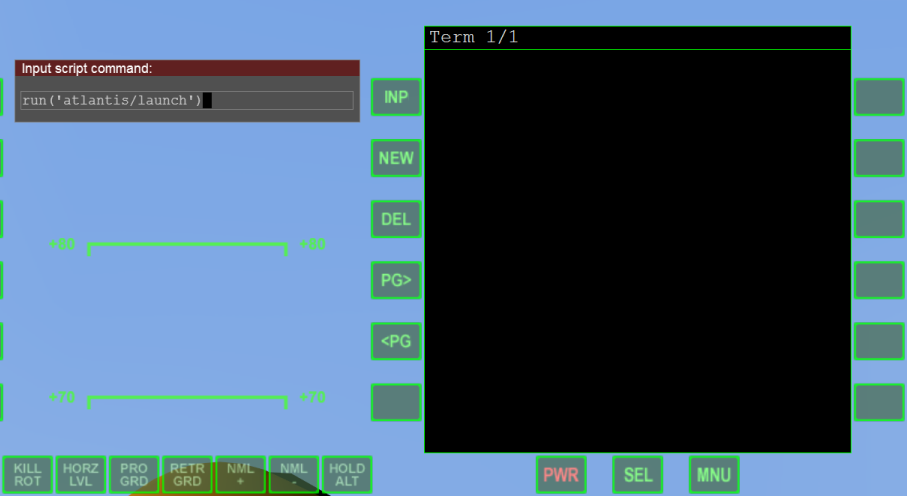 Term 1/1
Input script command:
run('atlantis/launch')
INP
NEW
DEL
+80 +80
PG>
<PG
+70 +70
KILL ROT
HORZ LVL
PRO GRD
RETR GRD
NML +
NML -
HOLD ALT
PWR
SEL
MNU